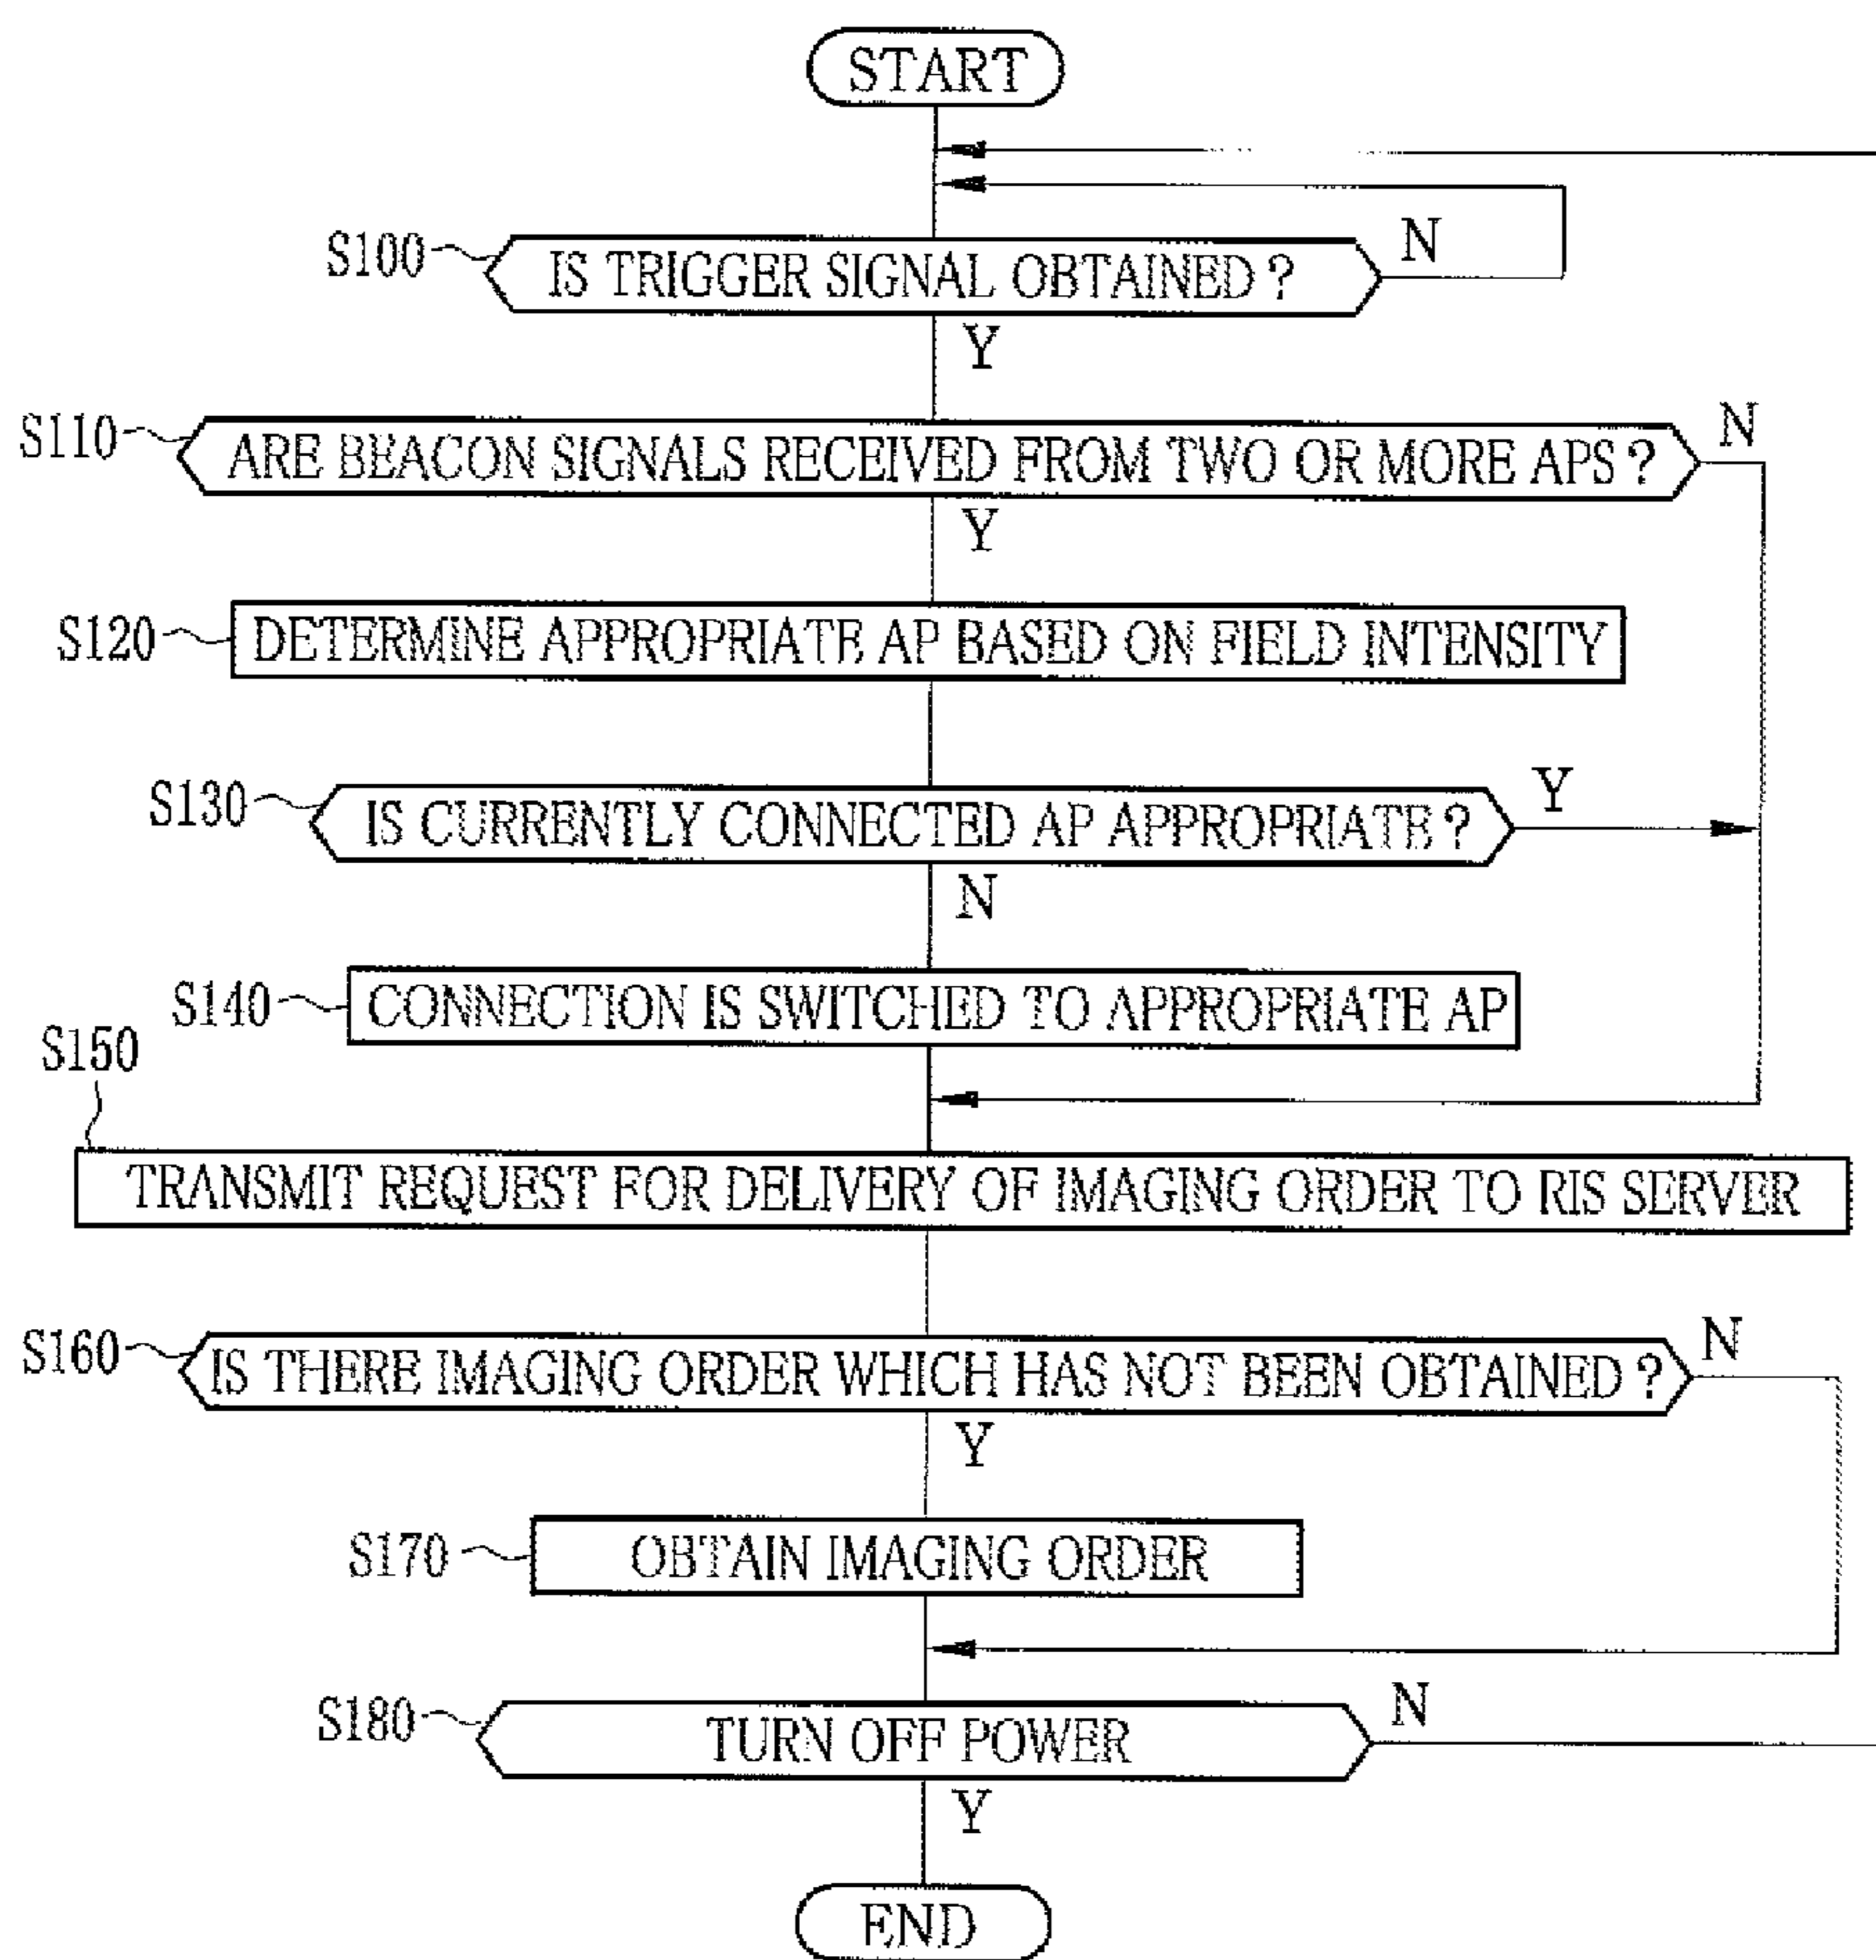 START
S100
IS TRIGGER SIGNAL OBTAINED ?
N
Y
S110
ARE BEACON SIGNALS RECEIVED FROM TWO OR MORE APS ?
N
Y
S120
DETERMINE APPROPRIATE AP BASED ON FIELD INTENSITY
S130
IS CURRENTLY CONNECTED AP APPROPRIATE ?
Y
N
S140
CONNECTION IS SWITCHED TO APPROPRIATE AP
S150
TRANSMIT REQUEST FOR DELIVERY OF IMAGING ORDER TO RIS SERVER
S160
IS THERE IMAGING ORDER WHICH HAS NOT BEEN OBTAINED ?
N
Y
S170
OBTAIN IMAGING ORDER
S180
TURN OFF POWER
N
Y
END